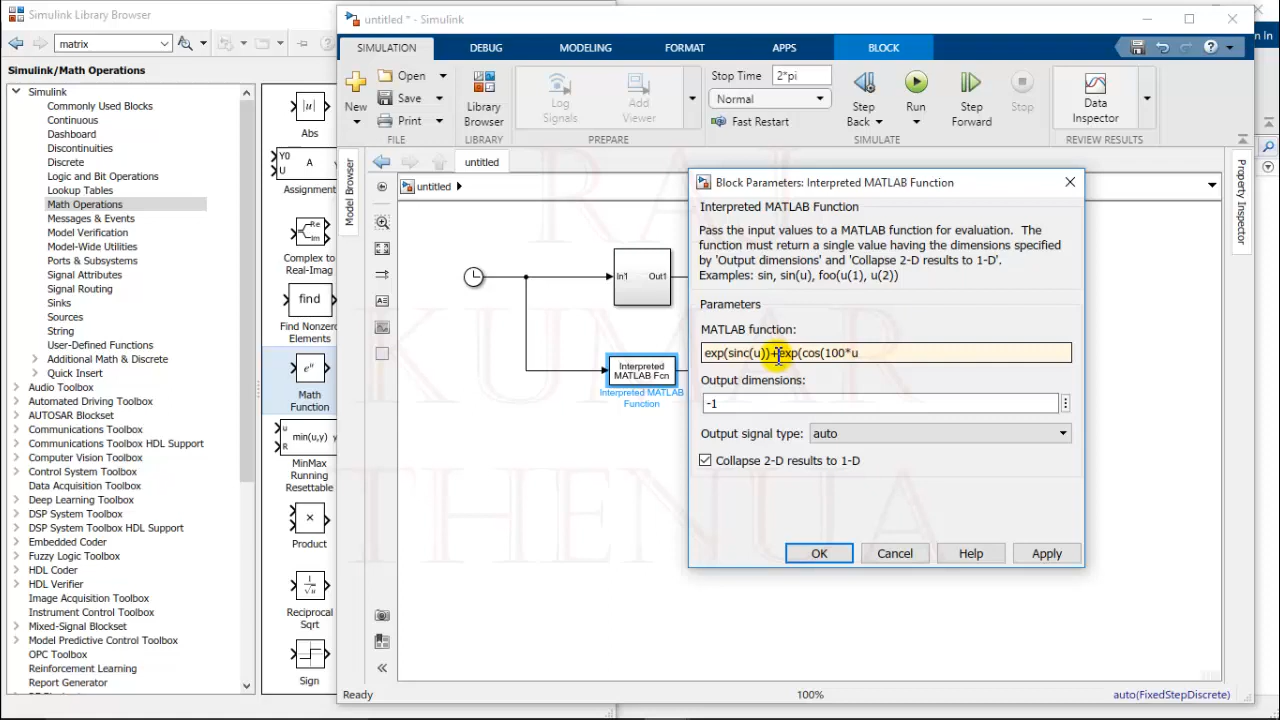 Simulink Library Browser
matrix
Simulink/Math Operations
Simulink
Commonly Used Blocks
Continuous
Dashboard
Discontinuities
Discrete
Logic and Bit Operations
Lookup Tables
Math Operations
Messages & Events
Model Verification
Model-Wide Utilities
Ports & Subsystems
Signal Attributes
Signal Routing
Sinks
Sources
String
User-Defined Functions
Additional Math & Discrete
Quick Insert
Audio Toolbox
Automated Driving Toolbox
AUTOSAR Blockset
Communications Toolbox
Communications Toolbox HDL Support
Computer Vision Toolbox
Control System Toolbox
Data Acquisition Toolbox
Deep Learning Toolbox
DSP System Toolbox
DSP System Toolbox HDL Support
Embedded Coder
Fuzzy Logic Toolbox
HDL Coder
HDL Verifier
Image Acquisition Toolbox
Instrument Control Toolbox
Mixed-Signal Blockset
Model Predictive Control Toolbox
OPC Toolbox
Reinforcement Learning
Report Generator
|u|
Abs
Y0
U
A
Assignment
Re
Im
Complex to
Real-Imag
find
Find Nonzero
Elements
eᵘ
Math
Function
u
R
min(u,y) y
MinMax
Running
Resettable
×
Product
1
√u
Reciprocal
Sqrt
Sign
untitled * - Simulink
SIMULATION
DEBUG
MODELING
FORMAT
APPS
BLOCK
New
Open
Save
Print
FILE
Library
Browser
LIBRARY
Log
Signals
Add
Viewer
PREPARE
Stop Time
2*pi
Normal
Fast Restart
Step
Back
Run
Step
Forward
Stop
SIMULATE
Data
Inspector
REVIEW RESULTS
n In
untitled
Model Browser
untitled
Property Inspector
In1
Out1
Interpreted
MATLAB Fcn
Interpreted MATLAB
Function
Block Parameters: Interpreted MATLAB Function
Interpreted MATLAB Function
Pass the input values to a MATLAB function for evaluation. The
function must return a single value having the dimensions specified
by 'Output dimensions' and 'Collapse 2-D results to 1-D'.
Examples: sin, sin(u), foo(u(1), u(2))
Parameters
MATLAB function:
exp(sinc(u))+exp(cos(100*u
Output dimensions:
-1
Output signal type:
auto
Collapse 2-D results to 1-D
OK
Cancel
Help
Apply
RAJ
KUMAR
THENUA
Ready
100%
auto(FixedStepDiscrete)